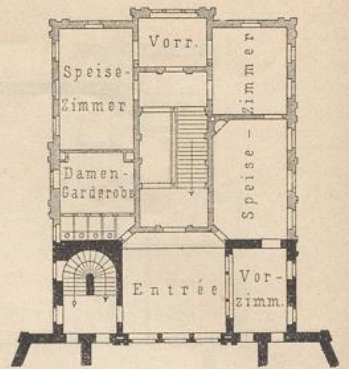 Vorr.
Speise-
Zimmer
Zimmer
Speise-
Damen-
Garderobe
Entrée
Vor-
zimm.